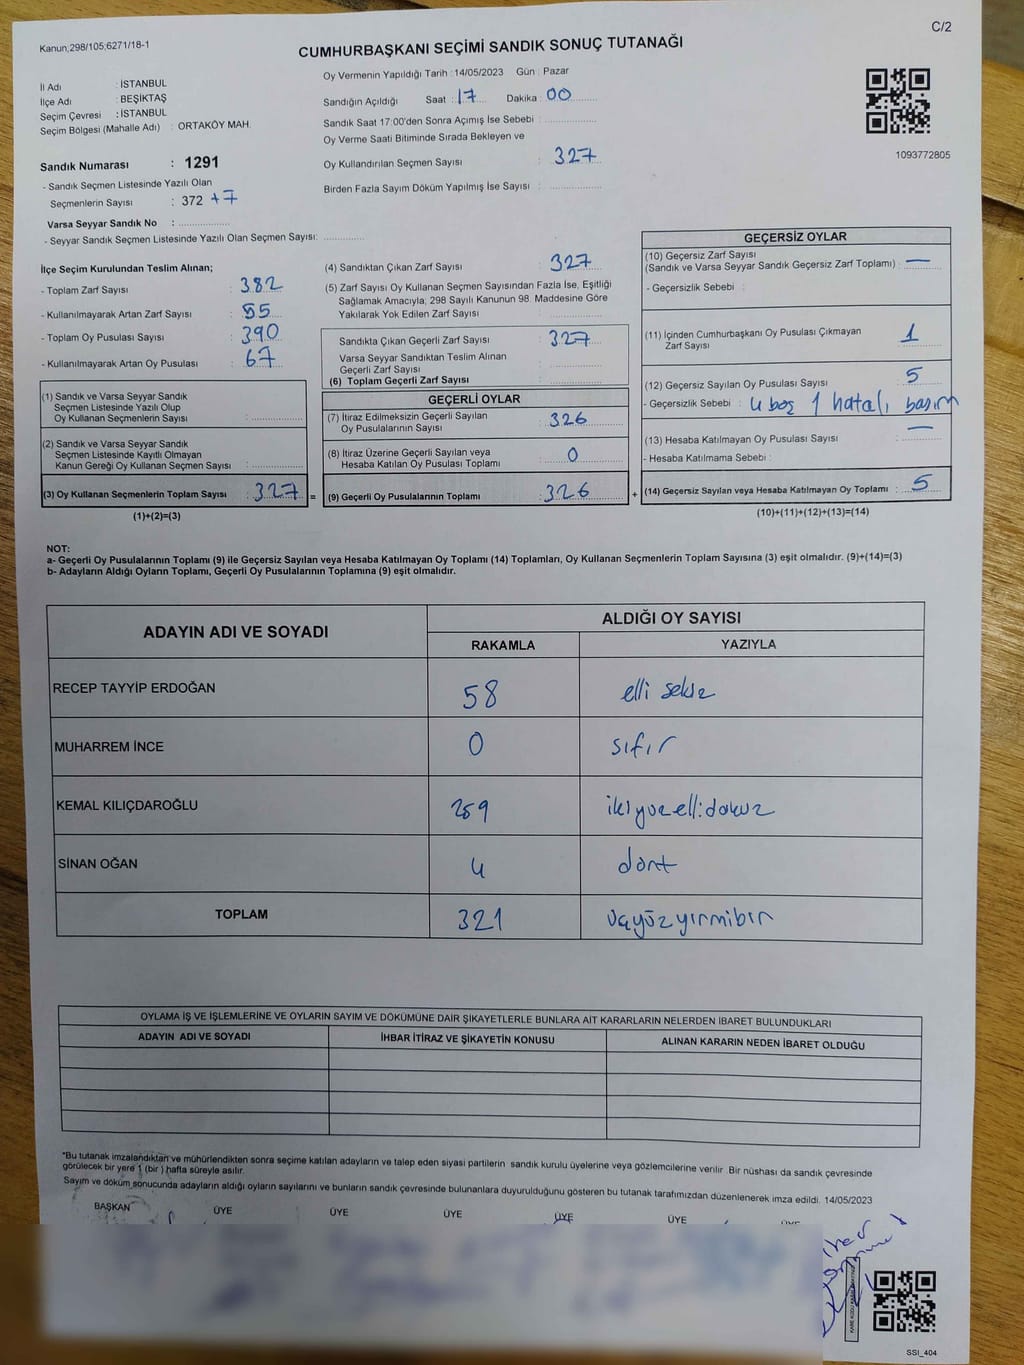 C/2
Kanun;298/105;6271/18-1
CUMHURBAŞKANI SEÇİMİ SANDIK SONUÇ TUTANAĞI
İl Adı : İSTANBUL
İlçe Adı : BEŞİKTAŞ
Seçim Çevresi : İSTANBUL
Seçim Bölgesi (Mahalle Adı) : ORTAKÖY MAH.
Oy Vermenin Yapıldığı Tarih : 14/05/2023 Gün : Pazar
Sandığın Açıldığı Saat : 17 Dakika : 00
Sandık Saat 17:00'den Sonra Açımış İse Sebebi :
Oy Verme Saati Bitiminde Sırada Bekleyen ve
Oy Kullandırılan Seçmen Sayısı : 327
Birden Fazla Sayım Döküm Yapılmış İse Sayısı :
1093772805
Sandık Numarası : 1291
- Sandık Seçmen Listesinde Yazılı Olan
Seçmenlerin Sayısı : 372 +7
Varsa Seyyar Sandık No :
- Seyyar Sandık Seçmen Listesinde Yazılı Olan Seçmen Sayısı:
İlçe Seçim Kurulundan Teslim Alınan;
- Toplam Zarf Sayısı : 382
- Kullanılmayarak Artan Zarf Sayısı : 55
- Toplam Oy Pusulası Sayısı : 390
- Kullanılmayarak Artan Oy Pusulası : 67
(1) Sandık ve Varsa Seyyar Sandık
Seçmen Listesinde Yazılı Olup
Oy Kullanan Seçmenlerin Sayısı :
(2) Sandık ve Varsa Seyyar Sandık
Seçmen Listesinde Kayıtlı Olmayan
Kanun Gereği Oy Kullanan Seçmen Sayısı :
(3) Oy Kullanan Seçmenlerin Toplam Sayısı : 327 =
(1)+(2)=(3)
(4) Sandıktan Çıkan Zarf Sayısı : 327
(5) Zarf Sayısı Oy Kullanan Seçmen Sayısından Fazla İse, Eşitliği
Sağlamak Amacıyla; 298 Sayılı Kanunun 98. Maddesine Göre
Yakılarak Yok Edilen Zarf Sayısı :
Sandıkta Çıkan Geçerli Zarf Sayısı : 327
Varsa Seyyar Sandıktan Teslim Alınan
Geçerli Zarf Sayısı :
(6) Toplam Geçerli Zarf Sayısı :
GEÇERLİ OYLAR
(7) İtiraz Edilmeksizin Geçerli Sayılan
Oy Pusulalarının Sayısı : 326
(8) İtiraz Üzerine Geçerli Sayılan veya
Hesaba Katılan Oy Pusulası Toplamı : 0
(9) Geçerli Oy Pusulalarının Toplamı : 326 +
GEÇERSİZ OYLAR
(10) Geçersiz Zarf Sayısı
(Sandık ve Varsa Seyyar Sandık Geçersiz Zarf Toplamı) : —
- Geçersizlik Sebebi :
(11) İçinden Cumhurbaşkanı Oy Pusulası Çıkmayan
Zarf Sayısı : 1
(12) Geçersiz Sayılan Oy Pusulası Sayısı : 5
- Geçersizlik Sebebi : 4 boş 1 hatalı basım
(13) Hesaba Katılmayan Oy Pusulası Sayısı : —
- Hesaba Katılmama Sebebi :
(14) Geçersiz Sayılan veya Hesaba Katılmayan Oy Toplamı : 5
(10)+(11)+(12)+(13)=(14)
NOT:
a- Geçerli Oy Pusulalarının Toplamı (9) ile Geçersiz Sayılan veya Hesaba Katılmayan Oy Toplamı (14) Toplamları, Oy Kullanan Seçmenlerin Toplam Sayısına (3) eşit olmalıdır. (9)+(14)=(3)
b- Adayların Aldığı Oyların Toplamı, Geçerli Oy Pusulalarının Toplamına (9) eşit olmalıdır.
ADAYIN ADI VE SOYADI
ALDIĞI OY SAYISI
RAKAMLA YAZIYLA
RECEP TAYYİP ERDOĞAN 58 elli sekiz
MUHARREM İNCE 0 sıfır
KEMAL KILIÇDAROĞLU 259 ikiyüzellidokuz
SİNAN OĞAN 4 dört
TOPLAM 321 üçyüzyirmibir
OYLAMA İŞ VE İŞLEMLERİNE VE OYLARIN SAYIM VE DÖKÜMÜNE DAİR ŞİKAYETLERLE BUNLARA AİT KARARLARIN NELERDEN İBARET BULUNDUKLARI
ADAYIN ADI VE SOYADI İHBAR İTİRAZ VE ŞİKAYETİN KONUSU ALINAN KARARIN NEDEN İBARET OLDUĞU
*Bu tutanak imzalandıktan ve mühürlendikten sonra seçime katılan adayların ve talep eden siyasi partilerin sandık kurulu üyelerine veya gözlemcilerine verilir. Bir nüshası da sandık çevresinde
görülecek bir yere 1 (bir ) hafta süreyle asılır.
Sayım ve döküm sonucunda adayların aldığı oyların sayılarını ve bunların sandık çevresinde bulunanlara duyurulduğunu gösteren bu tutanak tarafımızdan düzenlenerek imza edildi. 14/05/2023
BAŞKAN ÜYE ÜYE ÜYE ÜYE ÜYE ÜYE
SSI_404